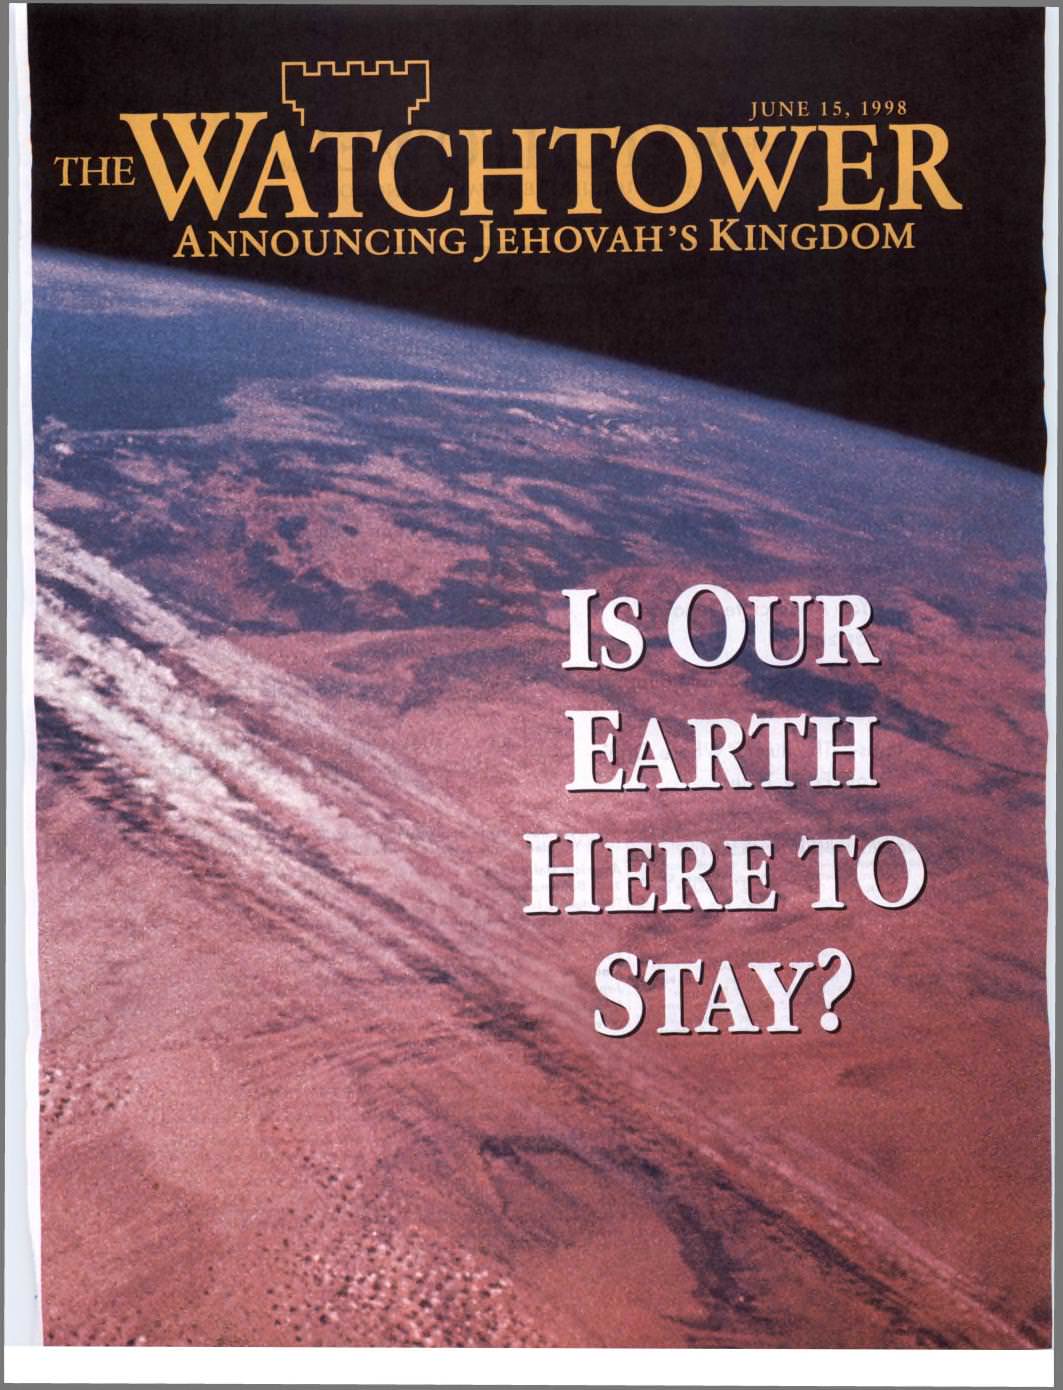 JUNE 15, 1998
THE WATCHTOWER
ANNOUNCING JEHOVAH'S KINGDOM
IS OUR
EARTH
HERE TO
STAY?